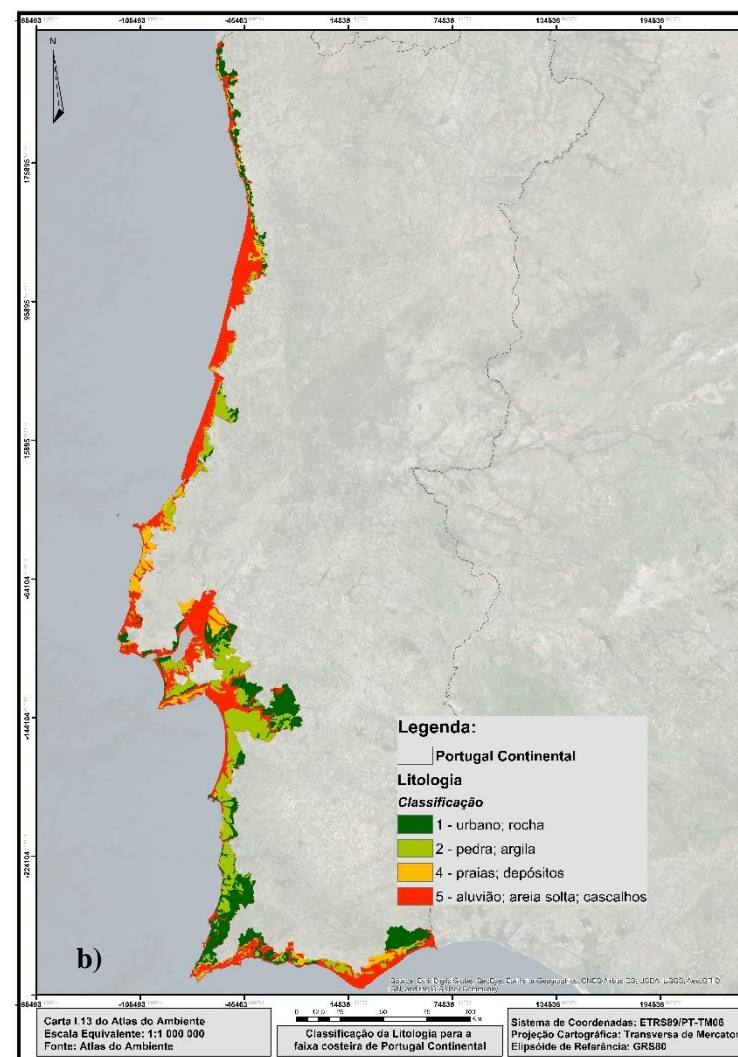 -108463
-45463
14536
74536
134536
194536
N
175895
95895
15895
-64104
-144104
-224104
Legenda:
Portugal Continental
Litologia
Classificação
1 - urbano; rocha
2 - pedra; argila
4 - praias; depósitos
5 - aluvião; areia solta; cascalhos
b)
Carta I.13 do Atlas do Ambiente
Escala Equivalente: 1:1 000 000
Fonte: Atlas do Ambiente
Classificação da Litologia para a
faixa costeira de Portugal Continental
Sistema de Coordenadas: ETRS89/PT-TM06
Projeção Cartográfica: Transversa de Mercator
Elipsóide de Referência: GRS80